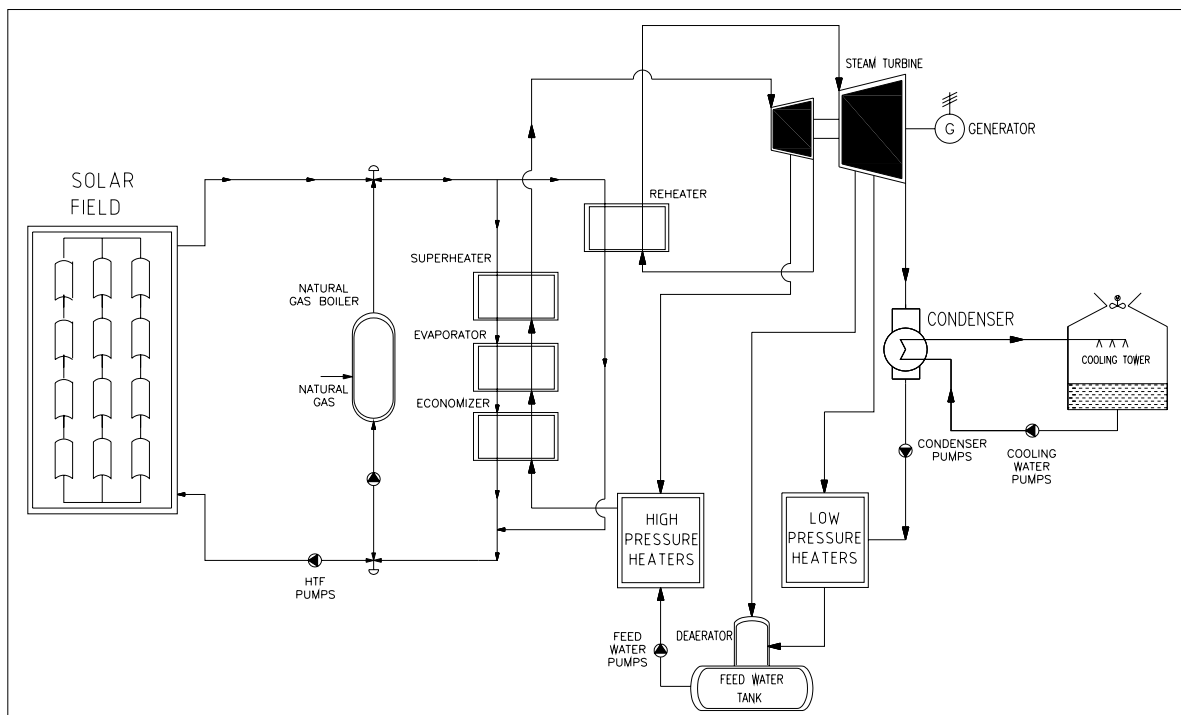 STEAM TURBINE
G
GENERATOR
SOLAR
FIELD
REHEATER
SUPERHEATER
NATURAL
GAS BOILER
EVAPORATOR
NATURAL
GAS
ECONOMIZER
CONDENSER
COOLING TOWER
CONDENSER
PUMPS
COOLING
WATER
PUMPS
HIGH
PRESSURE
HEATERS
LOW
PRESSURE
HEATERS
HTF
PUMPS
FEED
WATER
PUMPS
DEAERATOR
FEED WATER
TANK